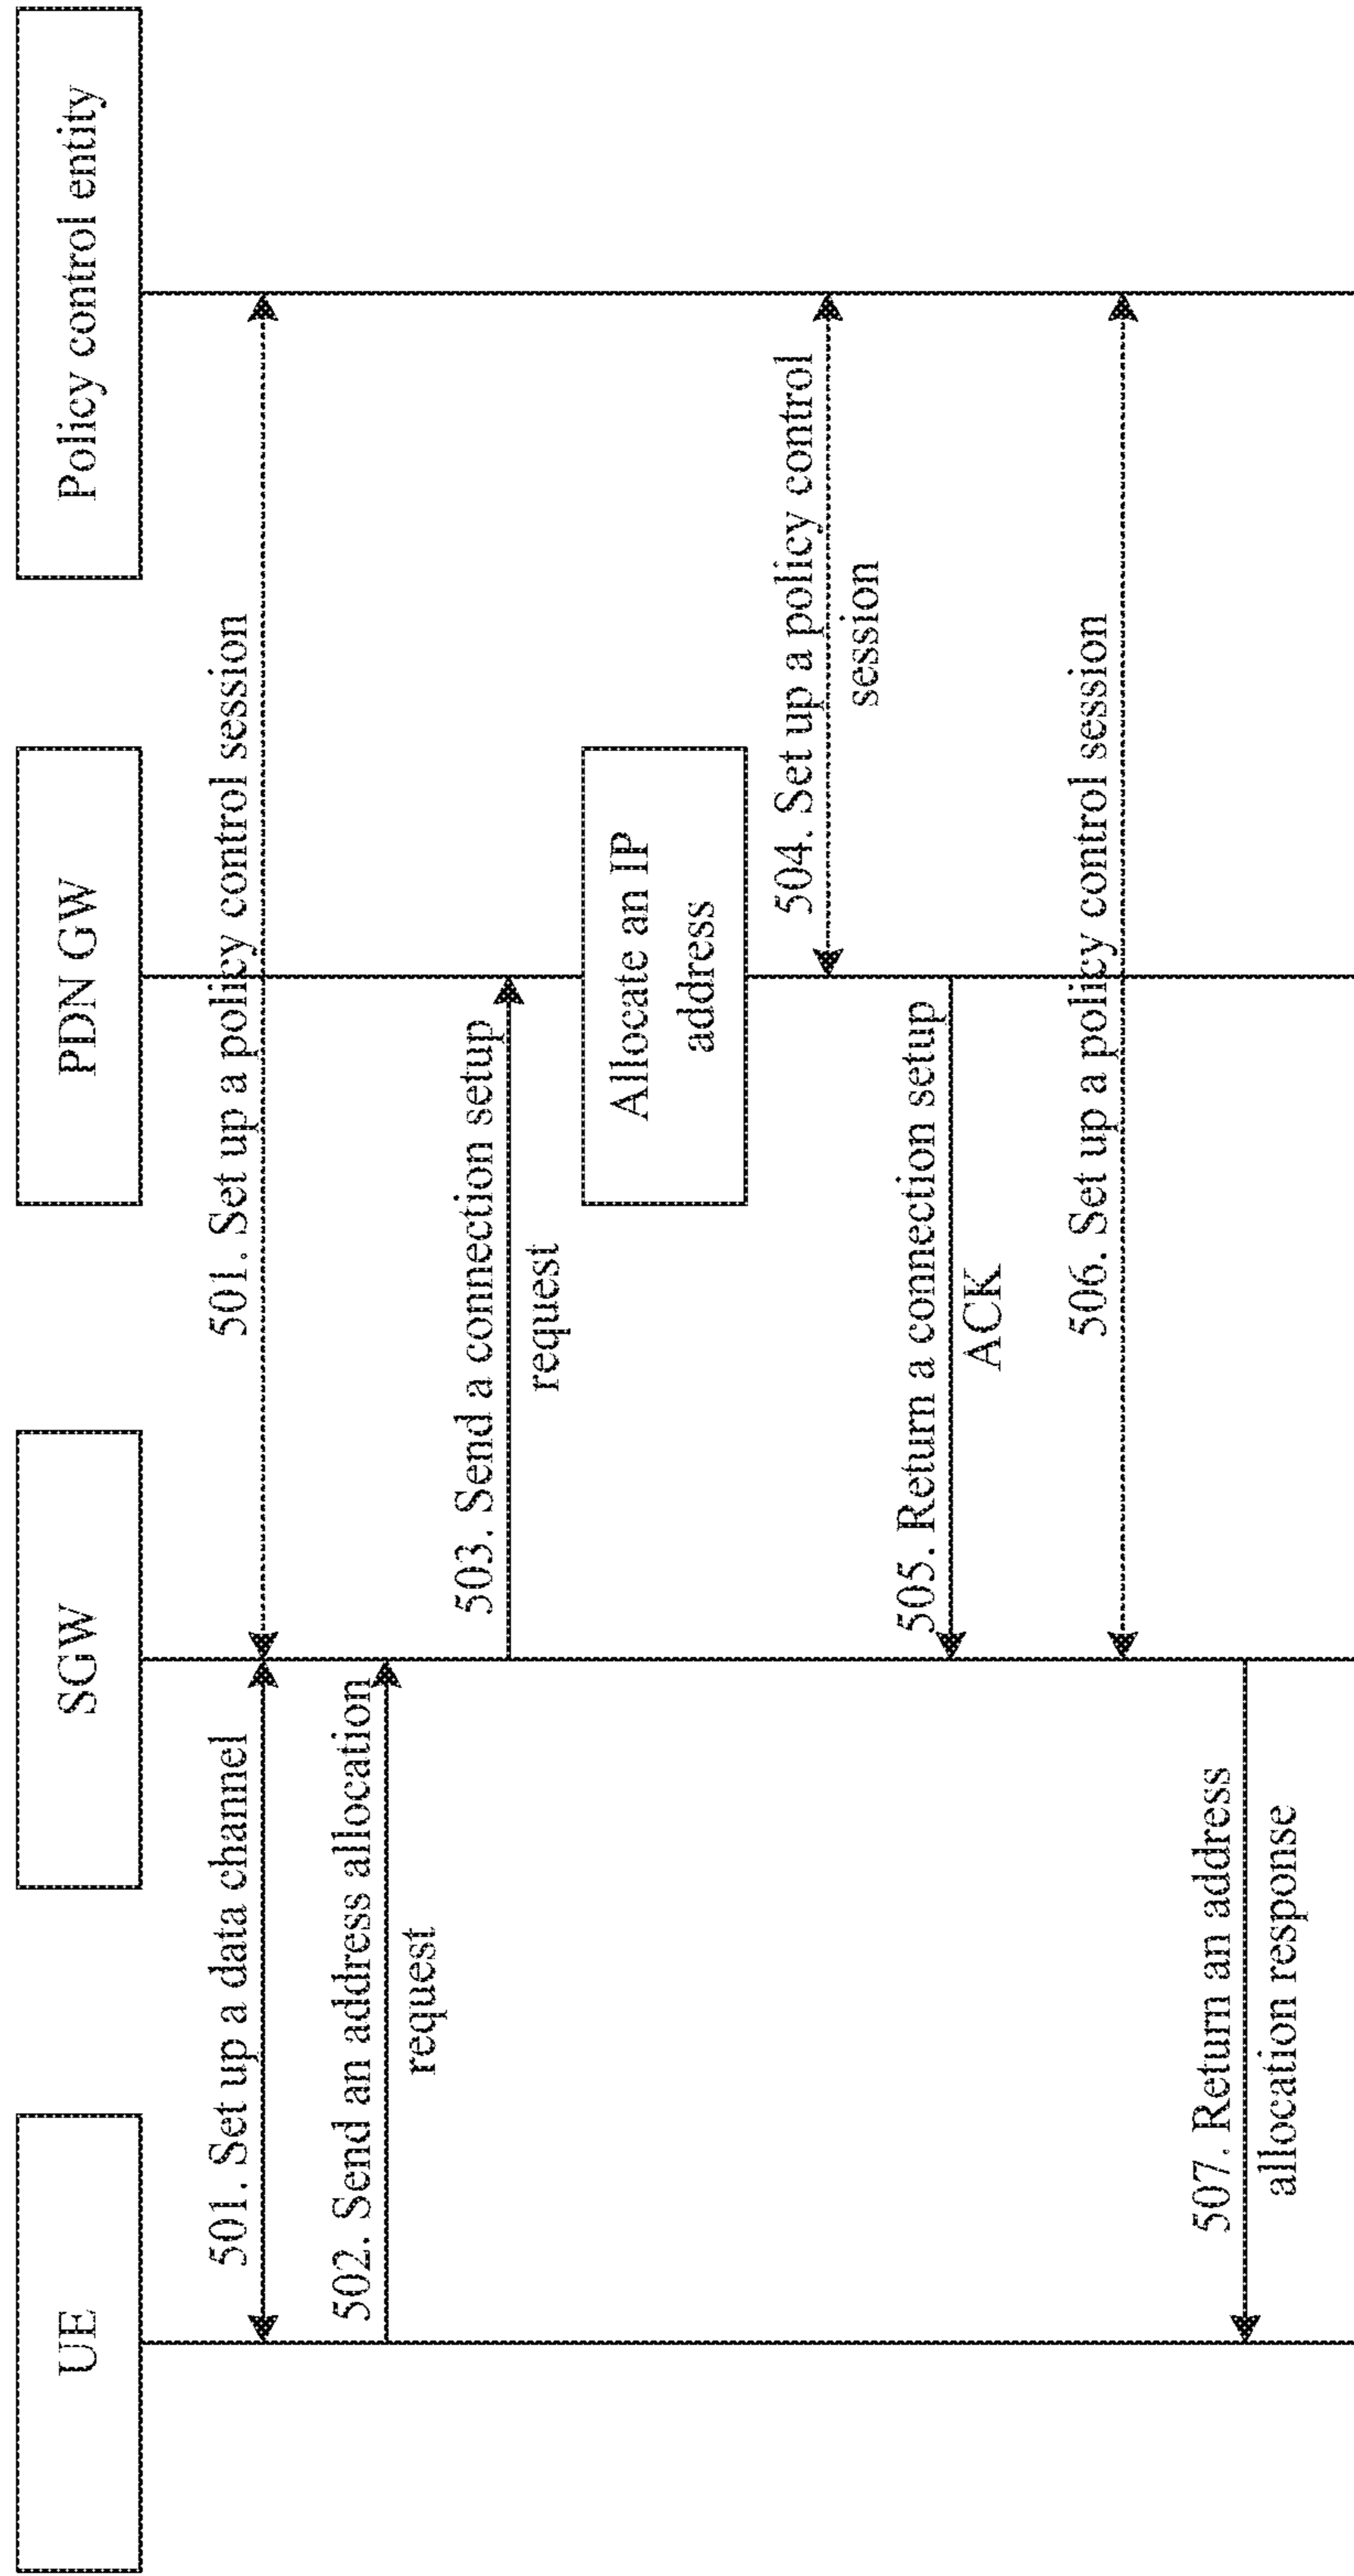 UE
SGW
PDN GW
Policy control entity
501. Set up a data channel
501. Set up a policy control session
502. Send an address allocation
request
503. Send a connection setup
request
Allocate an IP
address
504. Set up a policy control
session
505. Return a connection setup
ACK
506. Set up a policy control session
507. Return an address
allocation response